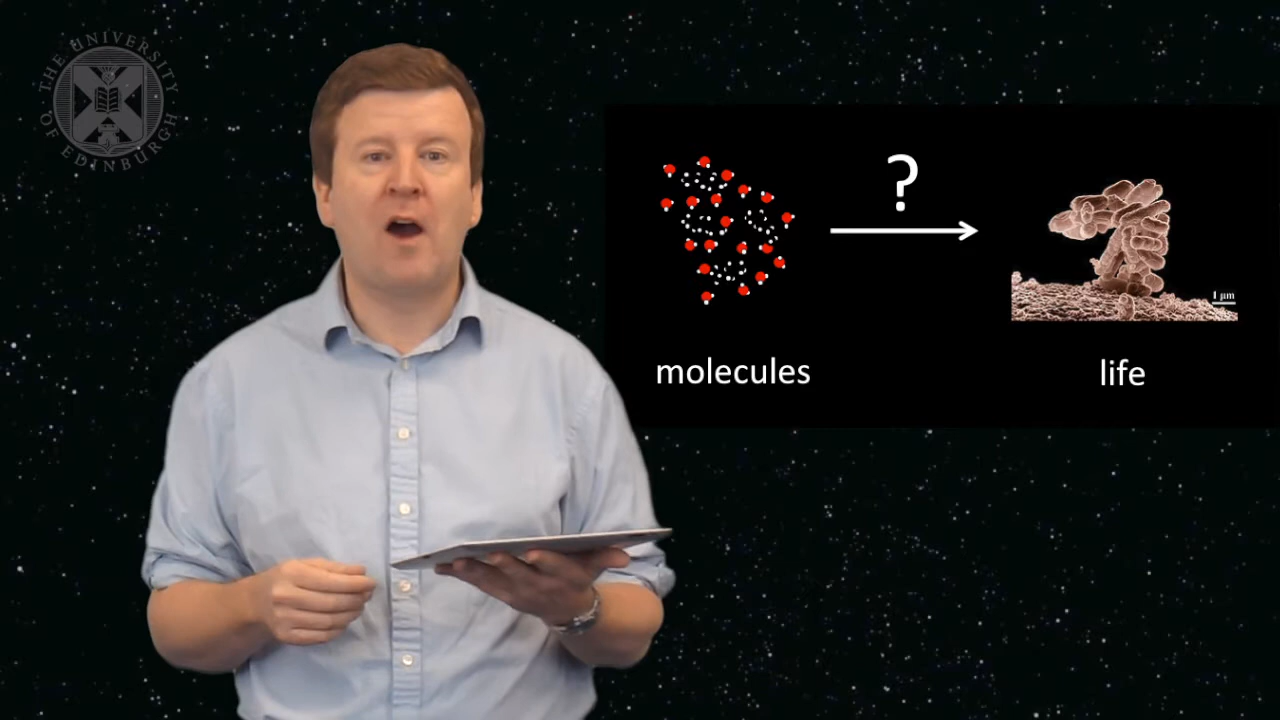 THE UNIVERSITY
OF EDINBURGH
?
1 µm
molecules
life